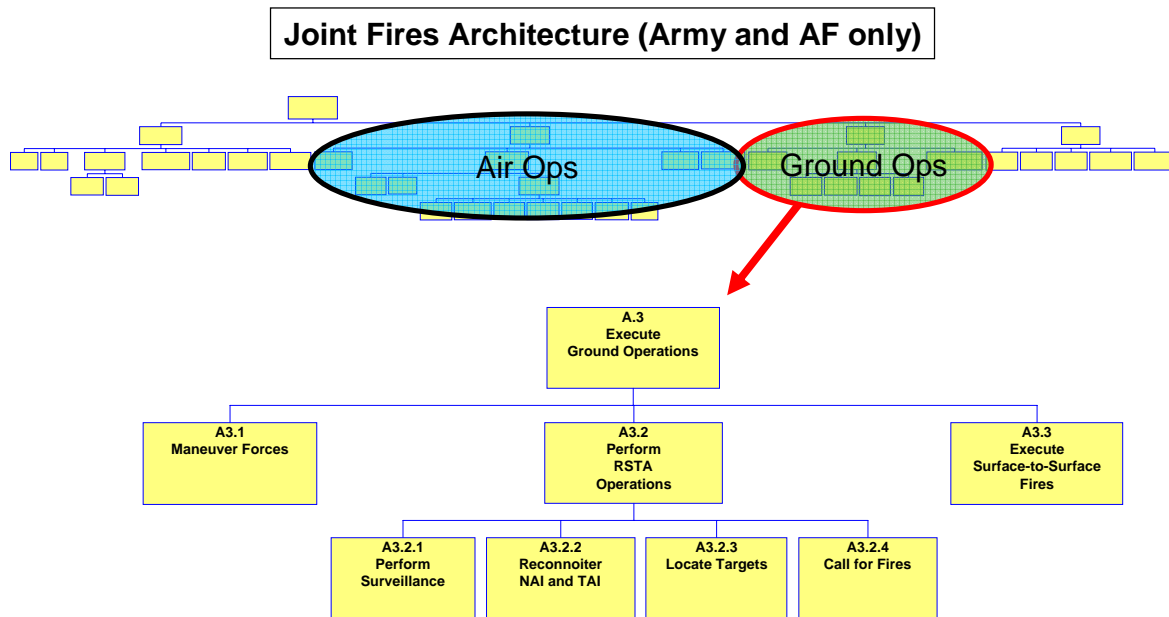 Joint Fires Architecture (Army and AF only)
Air Ops
Ground Ops
A.3
Execute
Ground Operations
A3.1
Maneuver Forces
A3.2
Perform
RSTA
Operations
A3.3
Execute
Surface-to-Surface
Fires
A3.2.1
Perform
Surveillance
A3.2.2
Reconnoiter
NAI and TAI
A3.2.3
Locate Targets
A3.2.4
Call for Fires